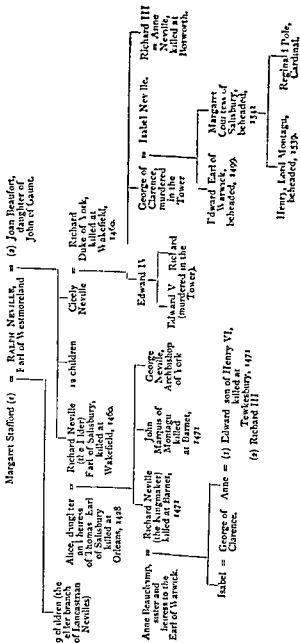 Margaret Stafford (1) = RALPH NEVILLE, = (2) Joan Beaufort,
Earl of Westmoreland daughter of
John of Gaunt.
9 children (the
elder branch
of Lancastrian
Nevilles)
Alice, daughter
and heiress
of Thomas Earl
of Salisbury
killed at
Orleans, 1428
=
Richard Neville
(the elder)
Earl of Salisbury,
killed at
Wakefield, 1460.
12 children
Cicely
Neville
=
Richard
Duke of York,
killed at
Wakefield,
1460.
Anne Beauchamp,
sister and
heiress to the
Earl of Warwick.
=
Richard Neville
(the Kingmaker)
killed at Barnet,
1471
John
Marquis of
Montagu
killed
at Barnet,
1471
George
Neville,
Archbishop
of York
Edward IV
Edward V Richard
(murdered in the
Tower).
George of
Clarence,
murdered
in the
Tower
= Isabel Neville.
Richard III
= Anne
Neville,
killed at
Bosworth.
Isabel = George of
Clarence.
Anne = (1) Edward son of Henry VI,
killed at
Tewkesbury, 1471
(2) Richard III
Edward Earl of
Warwick,
beheaded, 1499.
Margaret
Countess of
Salisbury,
beheaded,
1541
Henry, Lord Montagu,
beheaded, 1539.
Reginald Pole,
Cardinal.